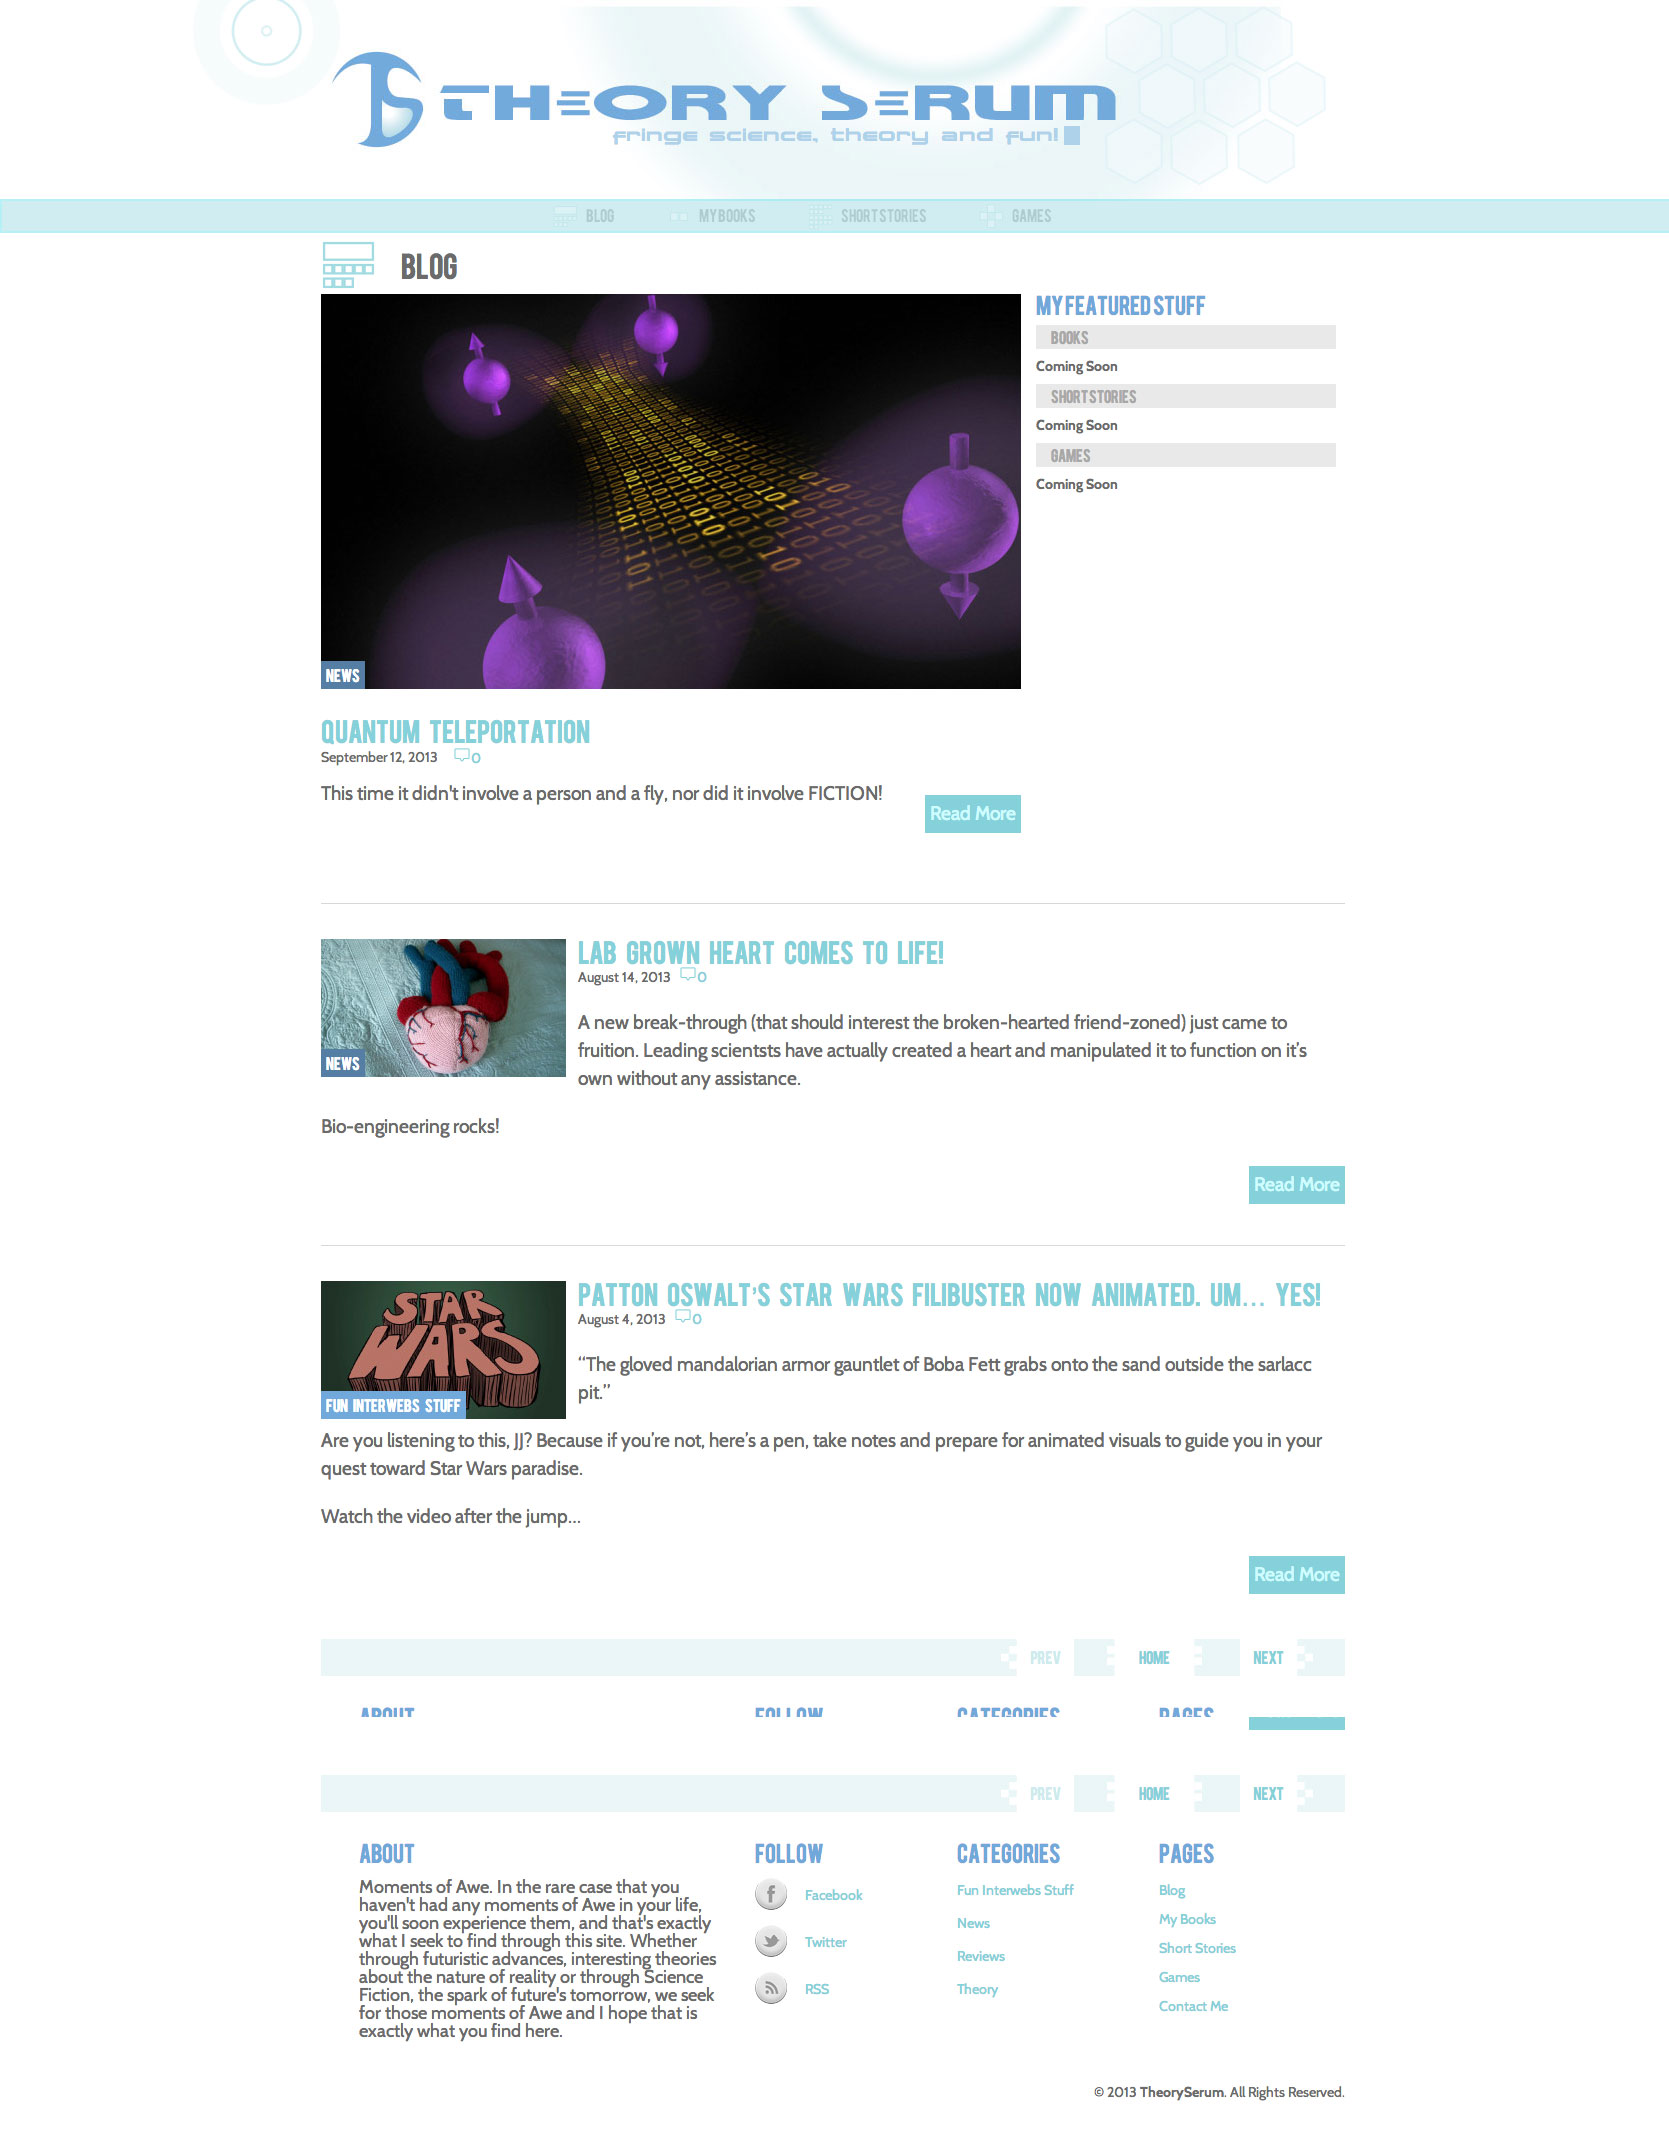 THEORY SERUM
fringe science, theory and fun!
BLOG
MY BOOKS
SHORT STORIES
GAMES
BLOG
NEWS
MY FEATURED STUFF
BOOKS
Coming Soon
SHORT STORIES
Coming Soon
GAMES
Coming Soon
QUANTUM TELEPORTATION
September 12, 2013 0
This time it didn't involve a person and a fly, nor did it involve FICTION!
Read More
NEWS
LAB GROWN HEART COMES TO LIFE!
August 14, 2013 0
A new break-through (that should interest the broken-hearted friend-zoned) just came to
fruition. Leading scientsts have actually created a heart and manipulated it to function on it's
own without any assistance.
Bio-engineering rocks!
Read More
STAR
WARS
FUN INTERWEBS STUFF
PATTON OSWALT'S STAR WARS FILIBUSTER NOW ANIMATED. UM... YES!
August 4, 2013 0
“The gloved mandalorian armor gauntlet of Boba Fett grabs onto the sand outside the sarlacc
pit.”
Are you listening to this, JJ? Because if you're not, here's a pen, take notes and prepare for animated visuals to guide you in your
quest toward Star Wars paradise.
Watch the video after the jump...
Read More
PREV
HOME
NEXT
ABOUT
FOLLOW
CATEGORIES
PAGES
PREV
HOME
NEXT
ABOUT
Moments of Awe. In the rare case that you
haven't had any moments of Awe in your life,
you'll soon experience them, and that's exactly
what I seek to find through this site. Whether
through futuristic advances, interesting theories
about the nature of reality or through Science
Fiction, the spark of future's tomorrow, we seek
for those moments of Awe and I hope that is
exactly what you find here.
FOLLOW
Facebook
Twitter
RSS
CATEGORIES
Fun Interwebs Stuff
News
Reviews
Theory
PAGES
Blog
My Books
Short Stories
Games
Contact Me
© 2013 TheorySerum. All Rights Reserved.